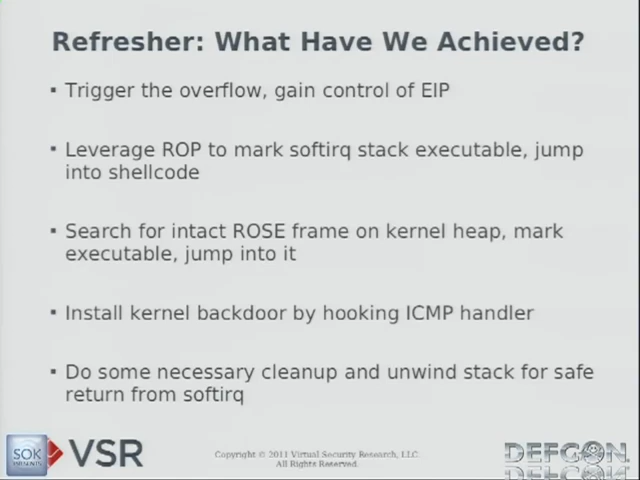 Refresher: What Have We Achieved?
▪ Trigger the overflow, gain control of EIP
▪ Leverage ROP to mark softirq stack executable, jump
into shellcode
▪ Search for intact ROSE frame on kernel heap, mark
executable, jump into it
▪ Install kernel backdoor by hooking ICMP handler
▪ Do some necessary cleanup and unwind stack for safe
return from softirq
SOK
VSR
Copyright © 2011 Virtual Security Research, LLC.
All Rights Reserved.
DEFCON